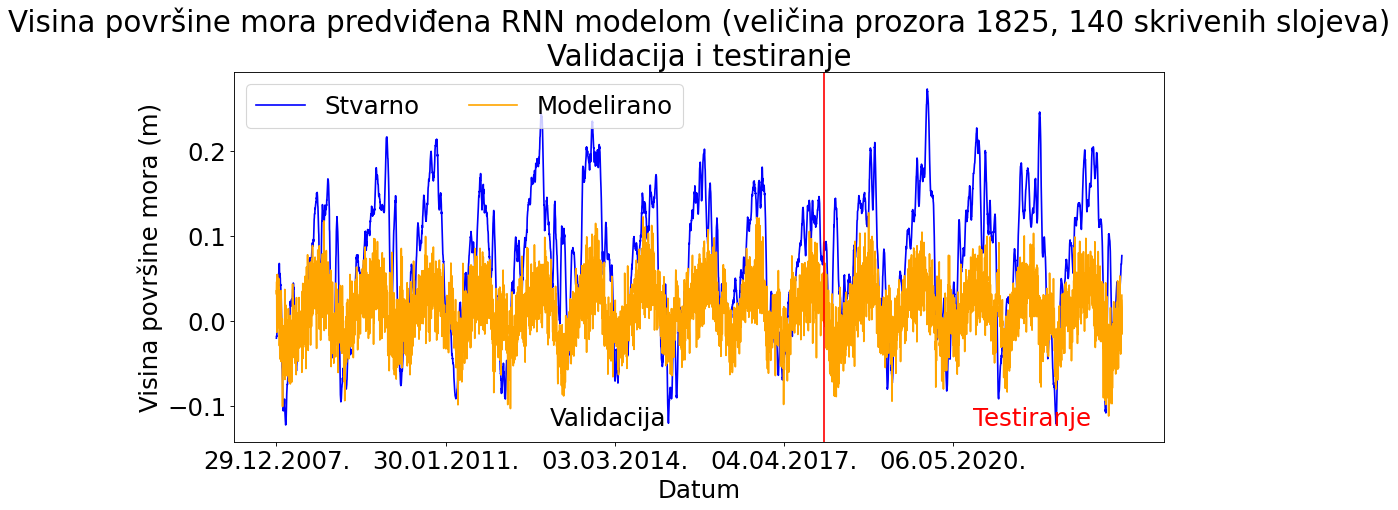 Visina površine mora predviđena RNN modelom (veličina prozora 1825, 140 skrivenih slojeva)
Validacija i testiranje
Stvarno Modelirano
Visina površine mora (m)
0.2
0.1
0.0
−0.1
Validacija Testiranje
29.12.2007. 30.01.2011. 03.03.2014. 04.04.2017. 06.05.2020.
Datum